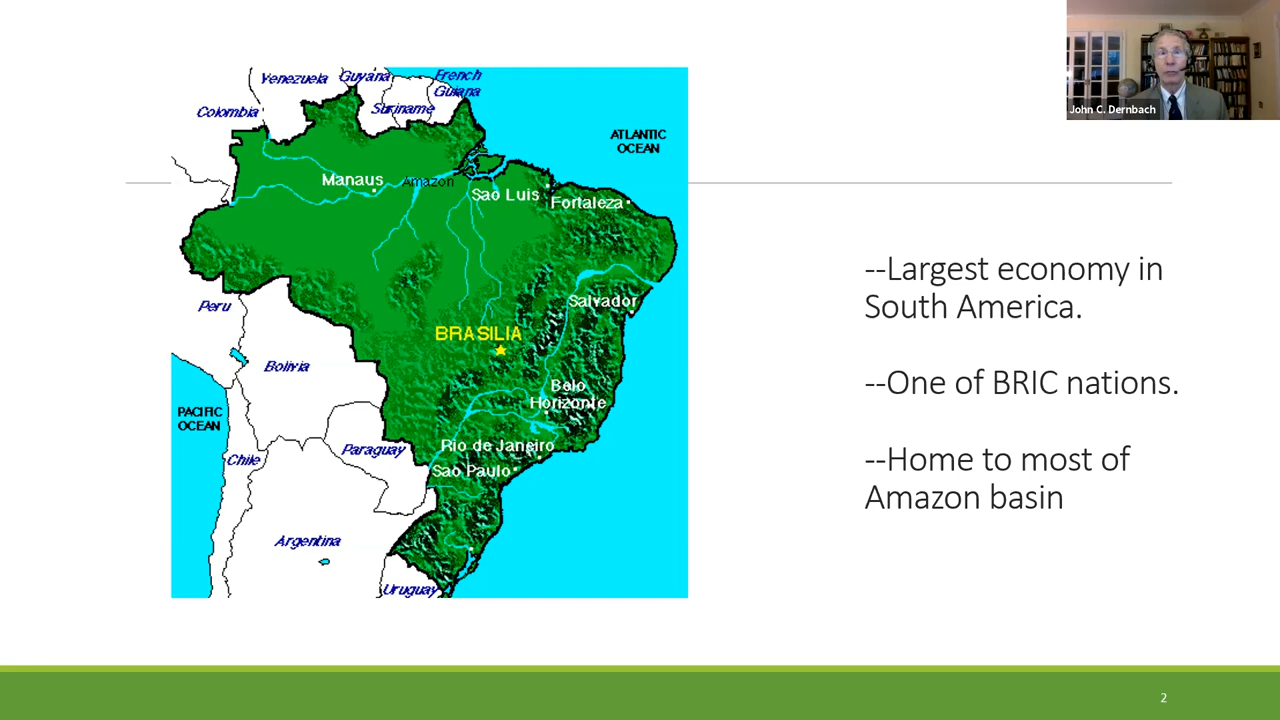 John C. Dernbach
Venezuela
Guyana
French
Guiana
Suriname
Colombia
ATLANTIC
OCEAN
Manaus
Amazon
Sao Luis
Fortaleza
Peru
Salvador
BRASILIA
Bolivia
Belo
Horizonte
PACIFIC
OCEAN
Paraguay
Rio de Janeiro
Chile
Sao Paulo
Argentina
Uruguay
--Largest economy in
South America.
--One of BRIC nations.
--Home to most of
Amazon basin
2